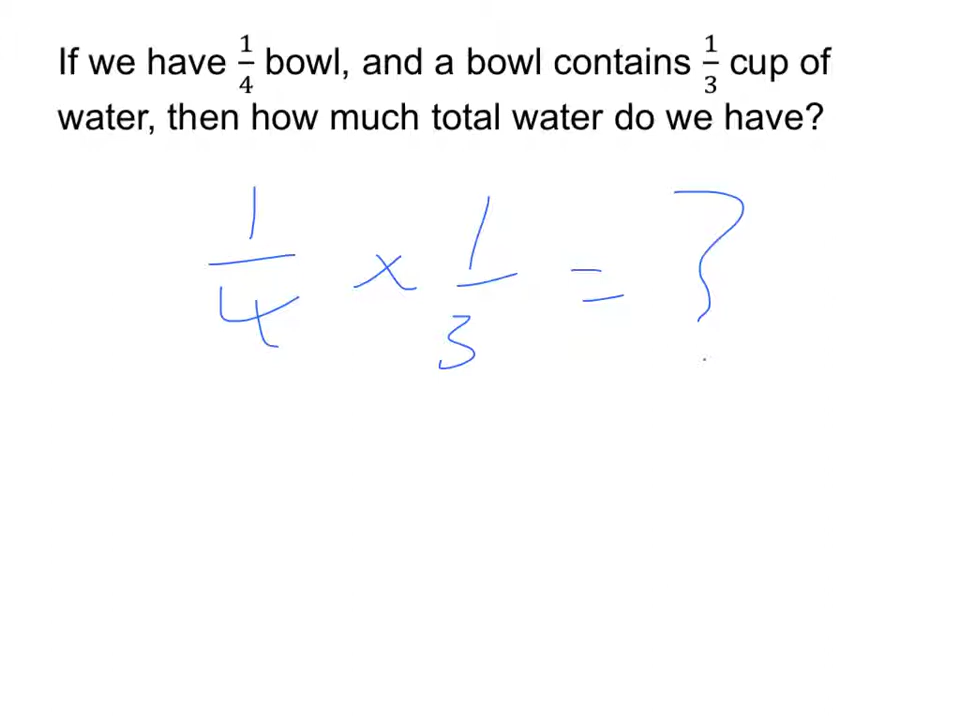 If we have 1/4 bowl, and a bowl contains 1/3 cup of
water, then how much total water do we have?
1/4 × 1/3 = ?